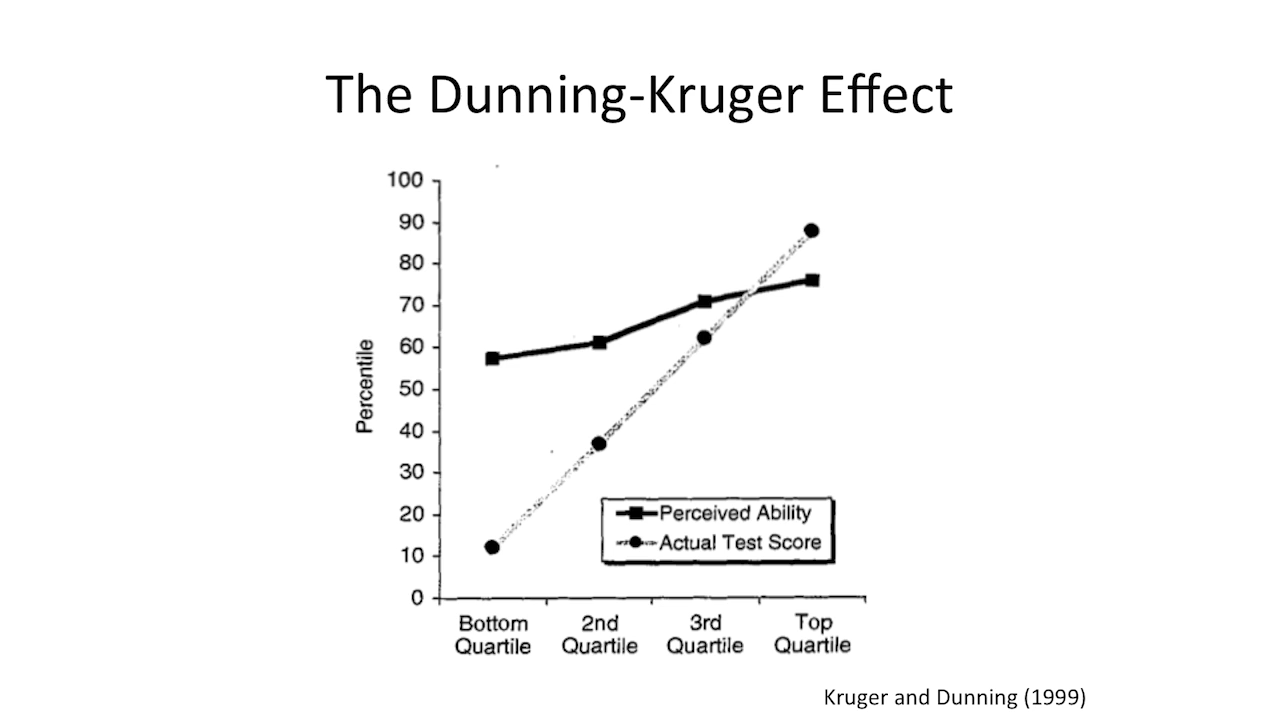 The Dunning-Kruger Effect
100
90
80
70
60
50
40
30
20
10
0
Percentile
Perceived Ability
Actual Test Score
Bottom Quartile
2nd Quartile
3rd Quartile
Top Quartile
Kruger and Dunning (1999)